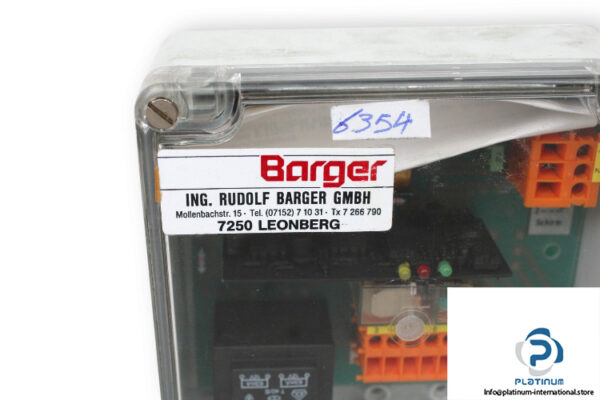 6354
Barger
ING. RUDOLF BARGER GMBH
Mollenbachstr. 15 · Tel. (07152) 7 10 31 · Tx 7 266 790
7250 LEONBERG
PLATINUM
info@platinum-international.store